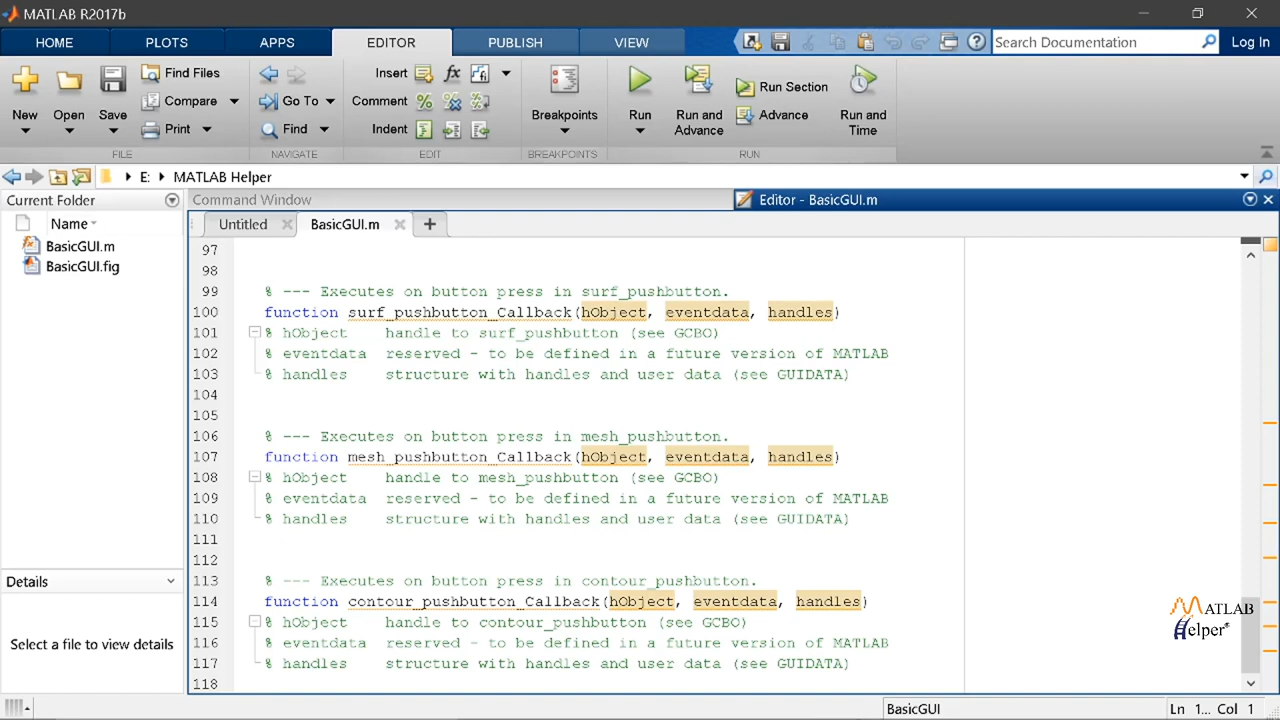 MATLAB R2017b
HOME PLOTS APPS EDITOR PUBLISH VIEW Search Documentation Log In
New Open Save Find Files Compare Print Go To Find Insert fx Comment Indent Breakpoints Run Run and Advance Run Section Advance Run and Time
FILE NAVIGATE EDIT BREAKPOINTS RUN
E: MATLAB Helper
Current Folder Command Window Editor - BasicGUI.m
Name Untitled BasicGUI.m
BasicGUI.m
BasicGUI.fig
97
98
99 % --- Executes on button press in surf_pushbutton.
100 function surf_pushbutton_Callback(hObject, eventdata, handles)
101 % hObject    handle to surf_pushbutton (see GCBO)
102 % eventdata  reserved - to be defined in a future version of MATLAB
103 % handles    structure with handles and user data (see GUIDATA)
104
105
106 % --- Executes on button press in mesh_pushbutton.
107 function mesh_pushbutton_Callback(hObject, eventdata, handles)
108 % hObject    handle to mesh_pushbutton (see GCBO)
109 % eventdata  reserved - to be defined in a future version of MATLAB
110 % handles    structure with handles and user data (see GUIDATA)
111
112
113 % --- Executes on button press in contour_pushbutton.
114 function contour_pushbutton_Callback(hObject, eventdata, handles)
115 % hObject    handle to contour_pushbutton (see GCBO)
116 % eventdata  reserved - to be defined in a future version of MATLAB
117 % handles    structure with handles and user data (see GUIDATA)
118
Details
Select a file to view details
MATLAB
Helper®
BasicGUI Ln 1... Col 1